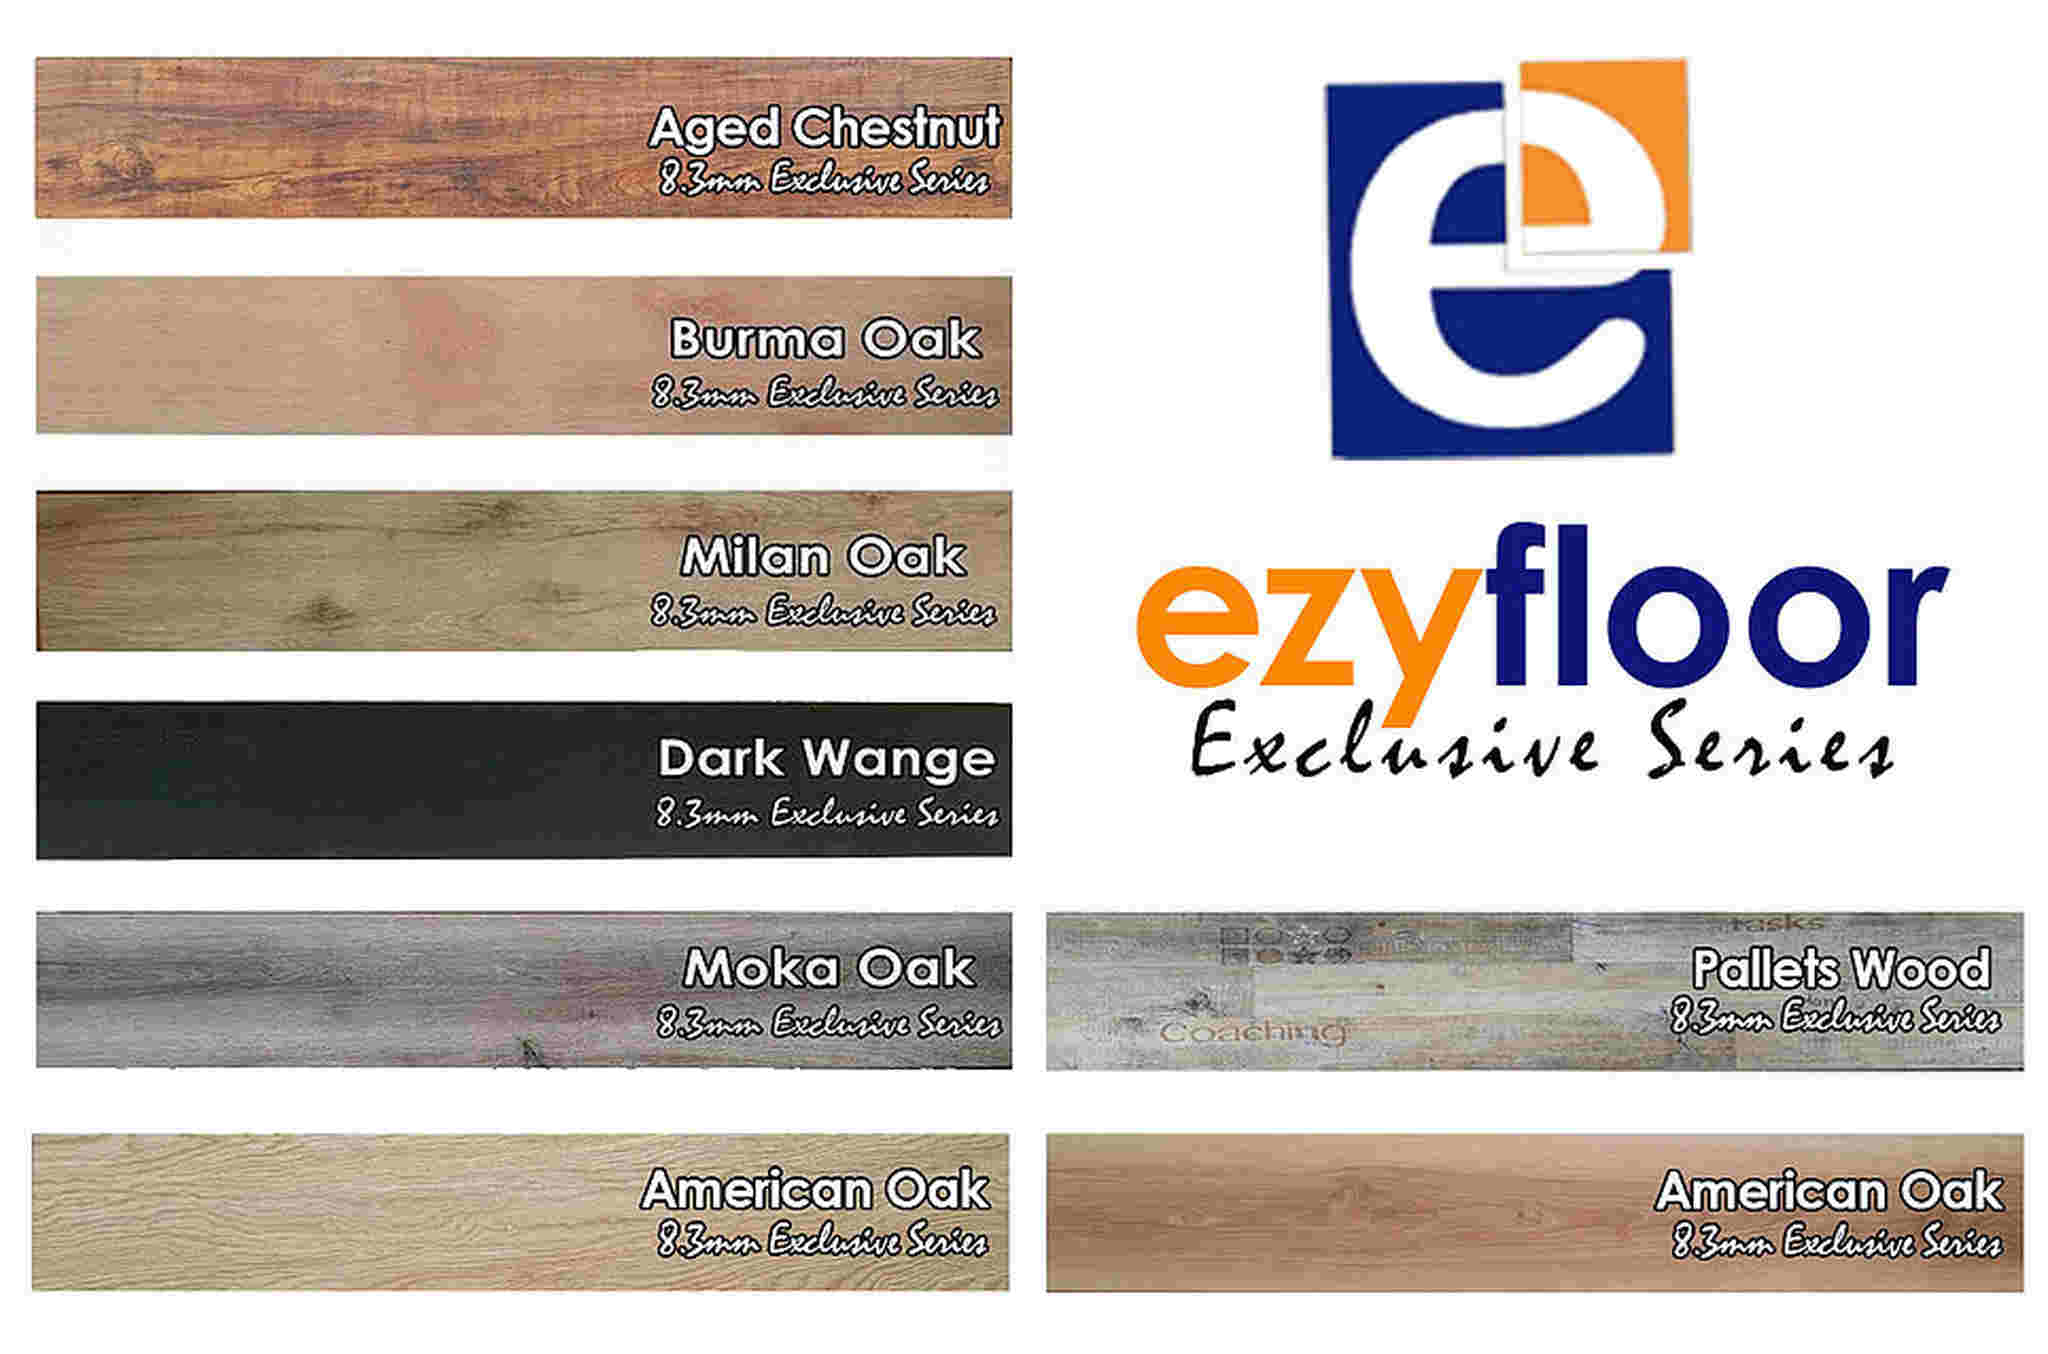 Aged Chestnut
8.3mm Exclusive Series
Burma Oak
8.3mm Exclusive Series
Milan Oak
8.3mm Exclusive Series
Dark Wange
8.3mm Exclusive Series
Moka Oak
8.3mm Exclusive Series
American Oak
8.3mm Exclusive Series
e
ezyfloor
Exclusive Series
tasks
Pallets Wood
8.3mm Exclusive Series
Coaching
American Oak
8.3mm Exclusive Series